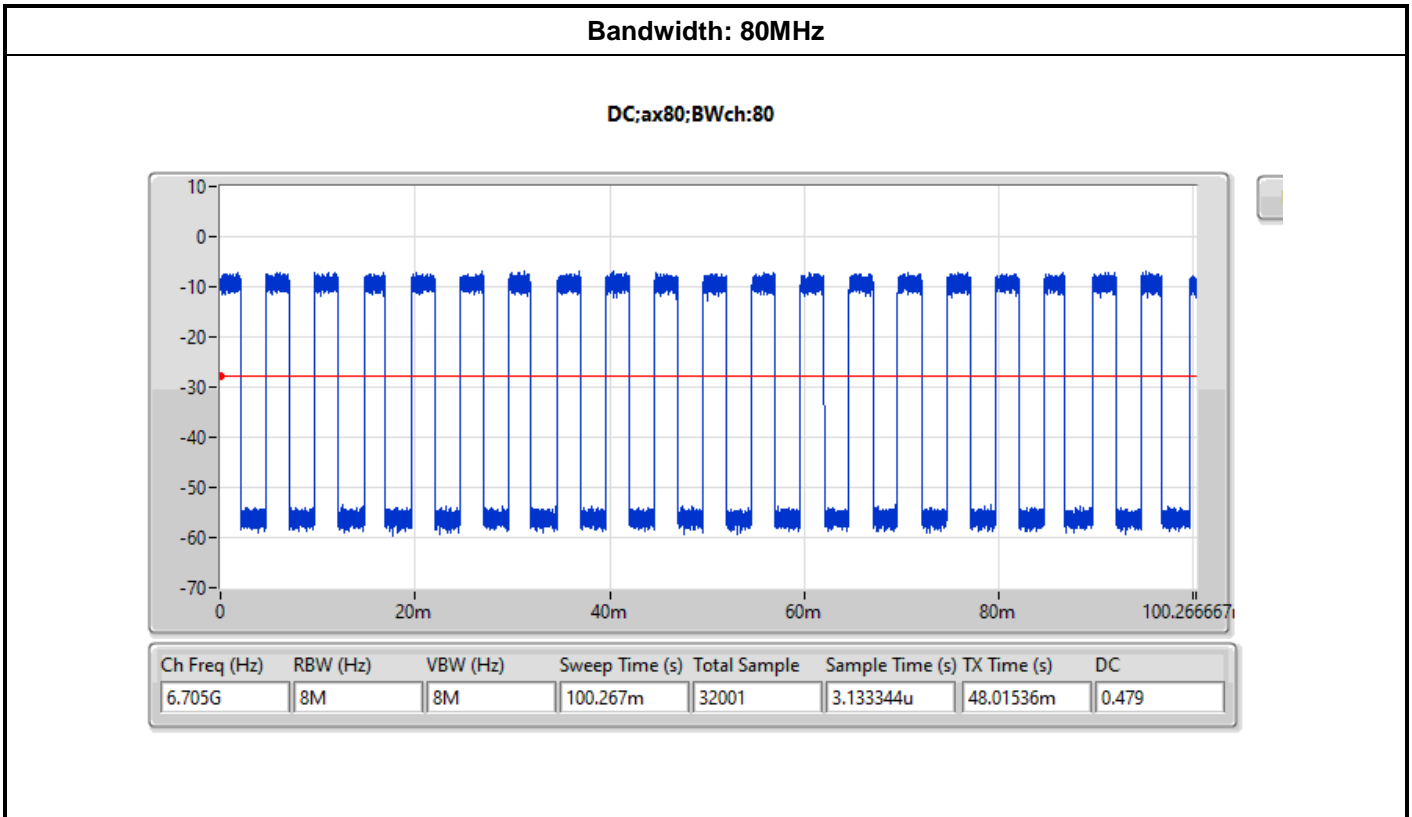 Bandwidth: 80MHz
DC;ax80;BWch:80
10
0
-10
-20
-30
-40
-50
-60
-70
0 20m 40m 60m 80m 100.266667
Ch Freq (Hz) RBW (Hz) VBW (Hz) Sweep Time (s) Total Sample Sample Time (s) TX Time (s) DC
6.705G 8M 8M 100.267m 32001 3.133344u 48.01536m 0.479